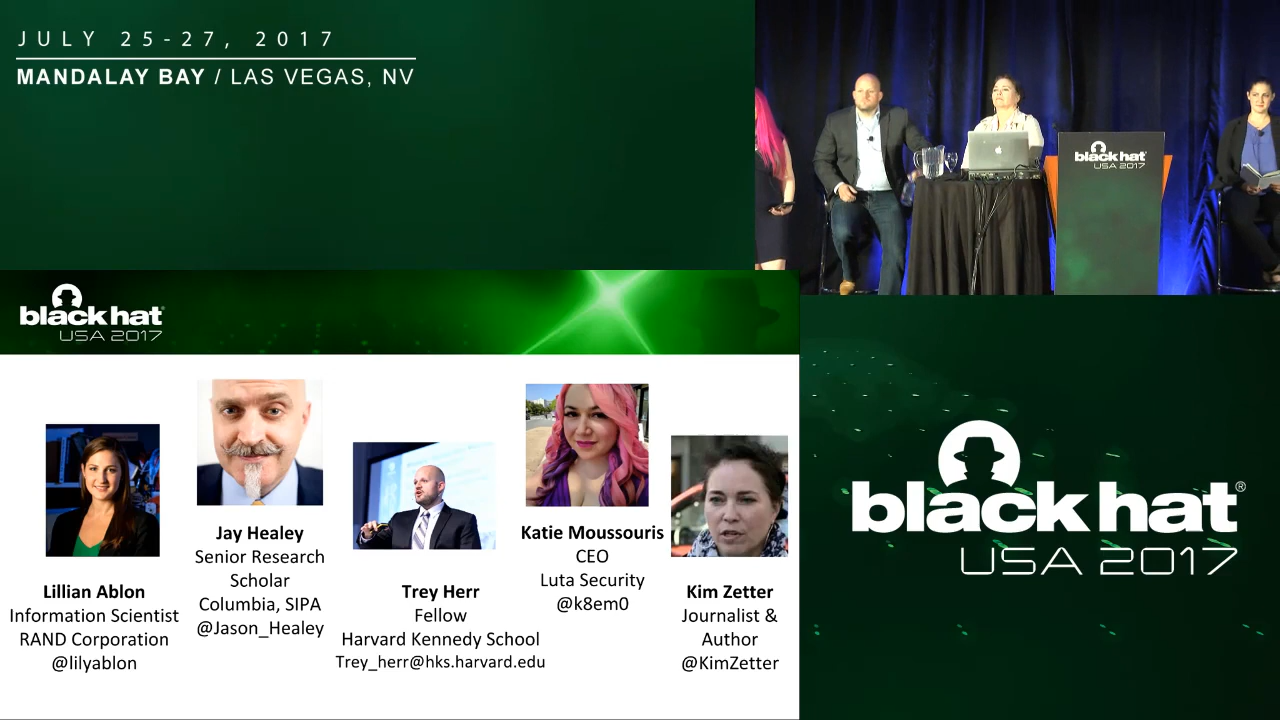 JULY 25-27, 2017
MANDALAY BAY / LAS VEGAS, NV
black hat
USA 2017
black hat®
USA 2017
Lillian Ablon
Information Scientist
RAND Corporation
@lilyablon
Jay Healey
Senior Research
Scholar
Columbia, SIPA
@Jason_Healey
Trey Herr
Fellow
Harvard Kennedy School
Trey_herr@hks.harvard.edu
Katie Moussouris
CEO
Luta Security
@k8em0
Kim Zetter
Journalist &
Author
@KimZetter
black hat®
USA 2017